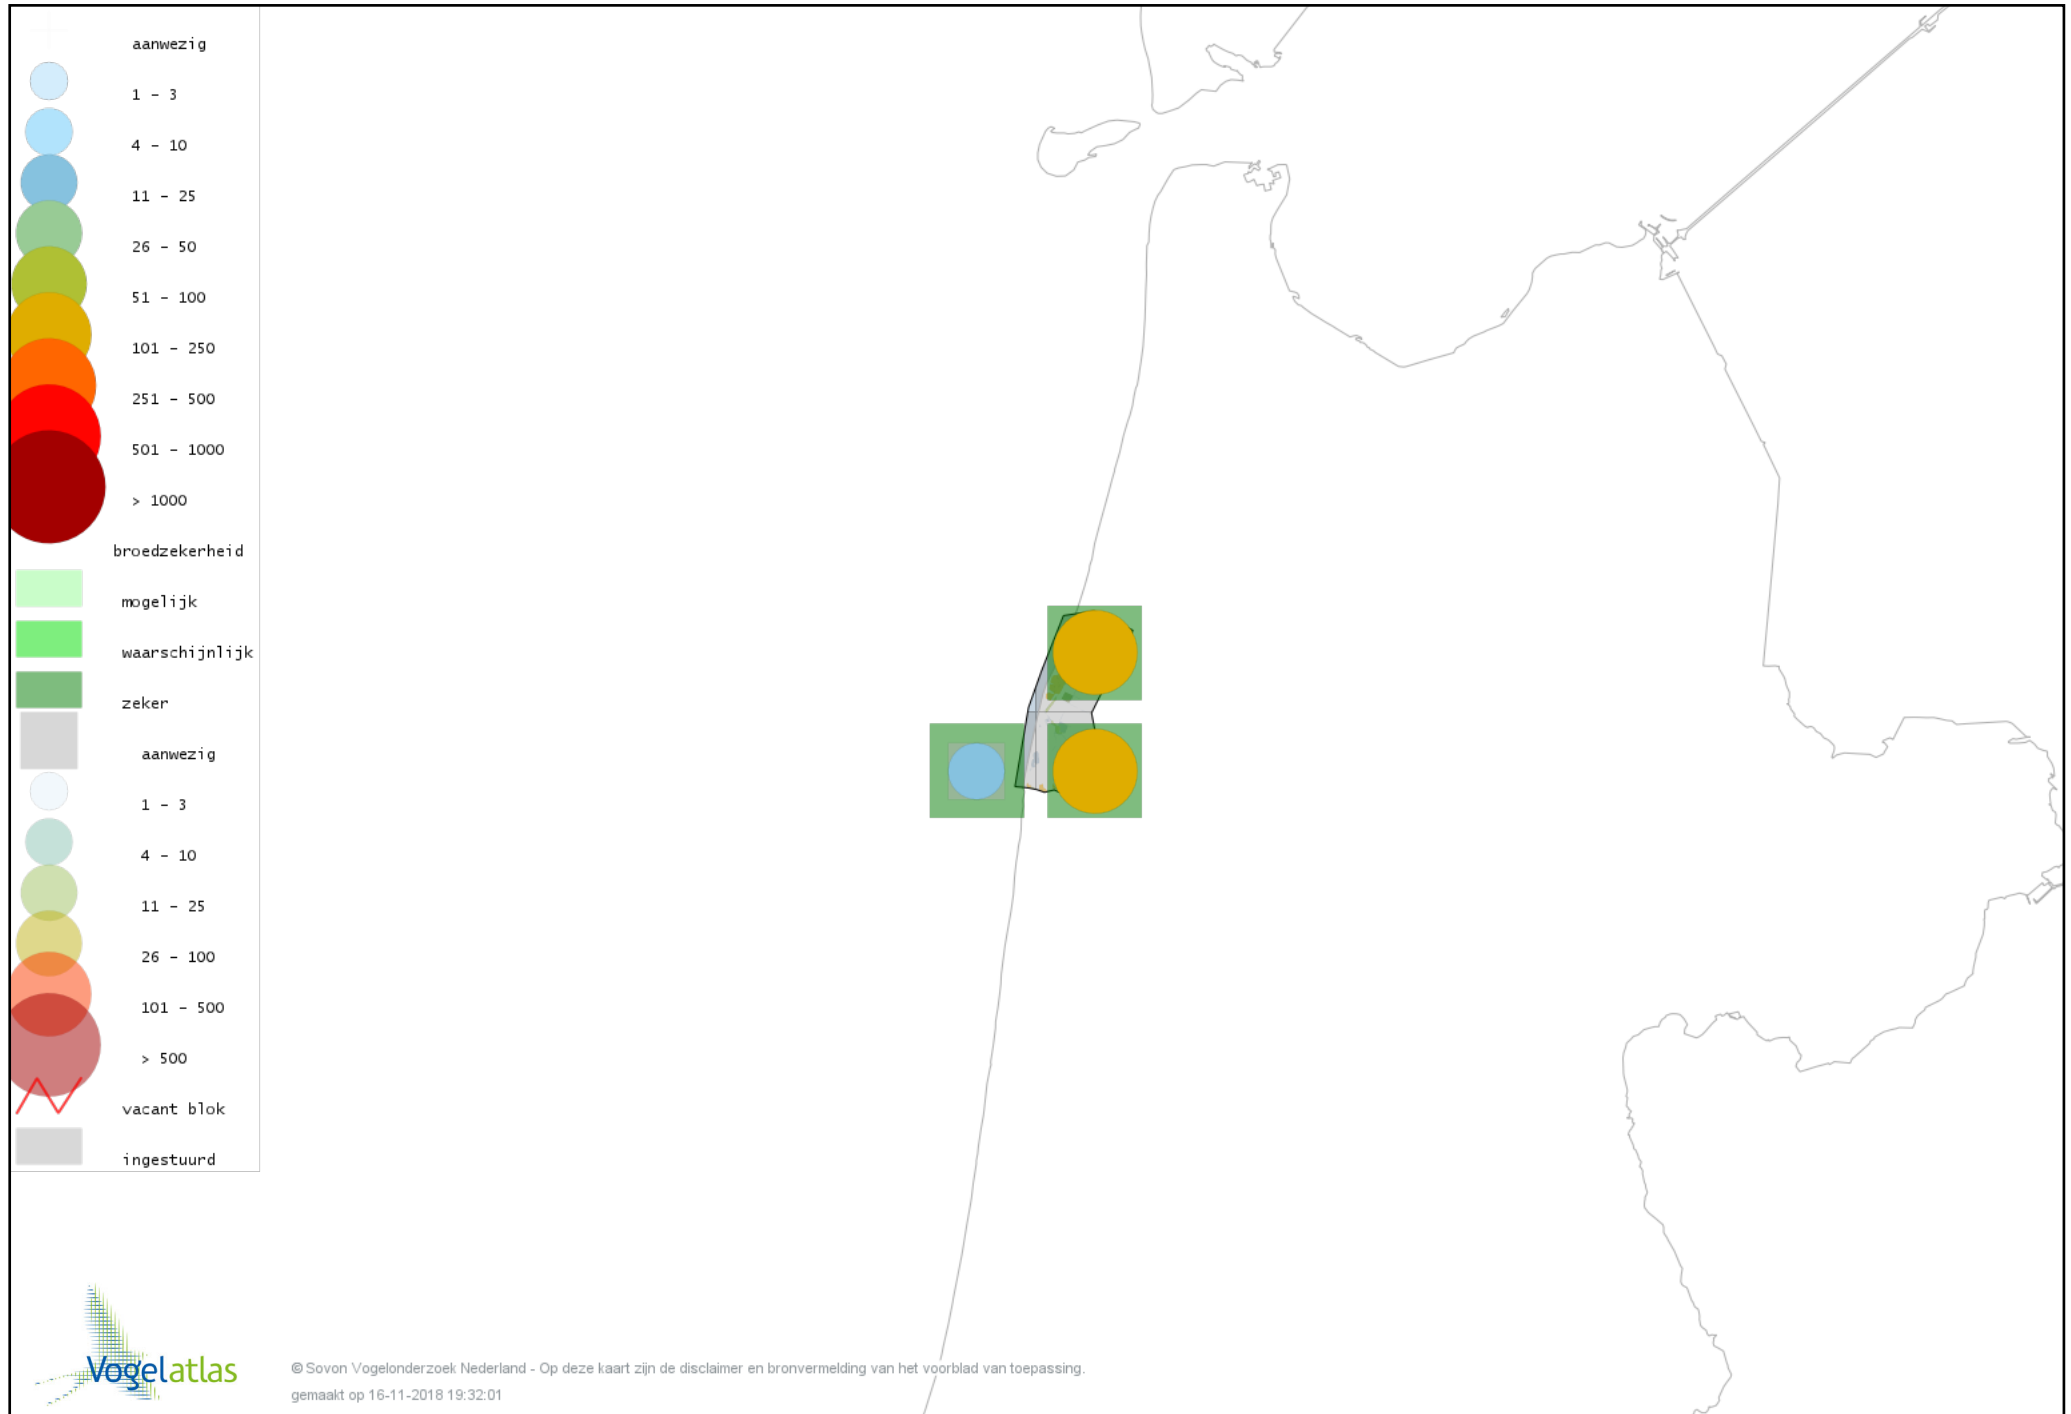 aanwezig
1 - 3
4 - 10
11 - 25
26 - 50
51 - 100
101 - 250
251 - 500
501 - 1000
> 1000
broedzekerheid
mogelijk
waarschijnlijk
zeker
aanwezig
1 - 3
4 - 10
11 - 25
26 - 100
101 - 500
> 500
vacant blok
ingestuurd
Vogelatlas
© Sovon Vogelonderzoek Nederland - Op deze kaart zijn de disclaimer en bronvermelding van het voorblad van toepassing.
gemaakt op 16-11-2018 19:32:01